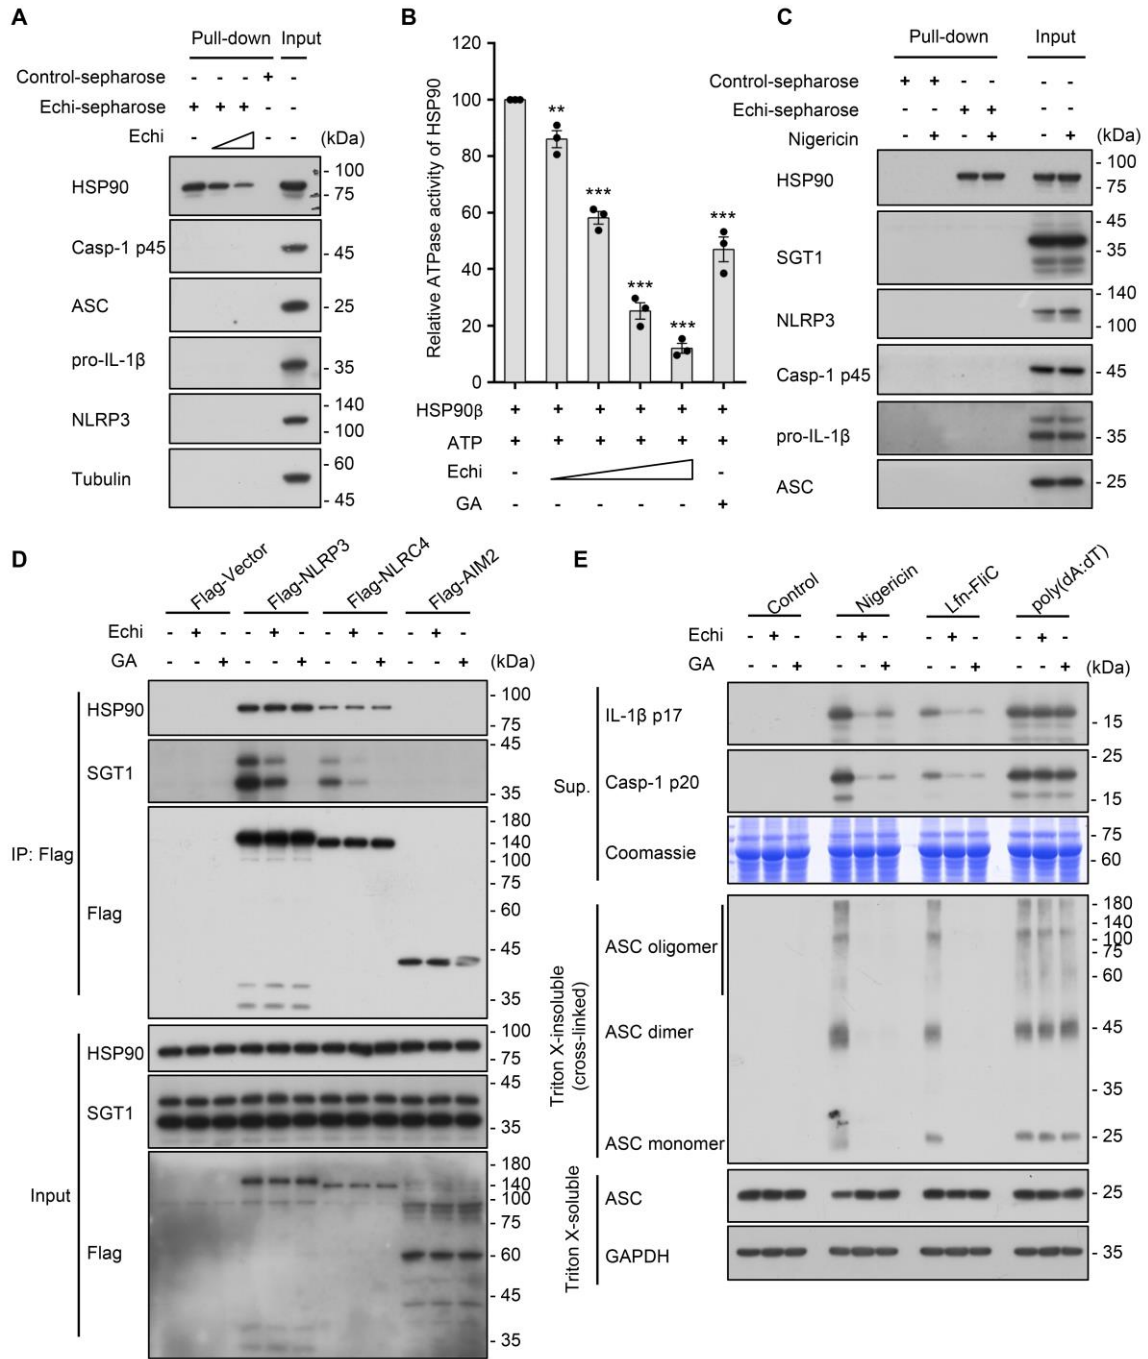 A
Pull-down Input
Control-sepharose - - - + -
Echi-sepharose + + + - -
Echi - - - (kDa)
HSP90 - 100
- 75
Casp-1 p45 - 45
ASC - 25
pro-IL-1β - 35
NLRP3 - 140
- 100
Tubulin - 60
- 45
B
Relative ATPase activity of HSP90
120
100
80
60
40
20
0
** *** *** *** ***
HSP90β + + + + + +
ATP + + + + + +
Echi - -
GA - - - - - +
C
Pull-down Input
Control-sepharose + + - - - -
Echi-sepharose - - + + - -
Nigericin - + - + - + (kDa)
HSP90 - 100
- 75
SGT1 - 45
- 35
NLRP3 - 140
- 100
Casp-1 p45 - 45
pro-IL-1β - 35
ASC - 25
D
Flag-Vector Flag-NLRP3 Flag-NLRC4 Flag-AIM2
Echi - + - - + - - + - - + -
GA - - + - - + - - + - - + (kDa)
IP: Flag
HSP90 - 100
- 75
SGT1 - 45
- 35
Flag - 180
- 140
- 100
- 75
- 60
- 45
- 35
Input
HSP90 - 100
- 75
SGT1 - 45
- 35
Flag - 180
- 140
- 100
- 75
- 60
- 45
- 35
E
Control Nigericin Lfn-FliC poly(dA:dT)
Echi - + - - + - - + - - + -
GA - - + - - + - - + - - + (kDa)
Sup.
IL-1β p17 - 15
Casp-1 p20 - 25
- 15
Coomassie - 75
- 60
Triton X-insoluble
(cross-linked)
ASC oligomer - 180
- 140
- 100
- 75
- 60
ASC dimer - 45
- 35
ASC monomer - 25
Triton X-soluble
ASC - 25
GAPDH - 35